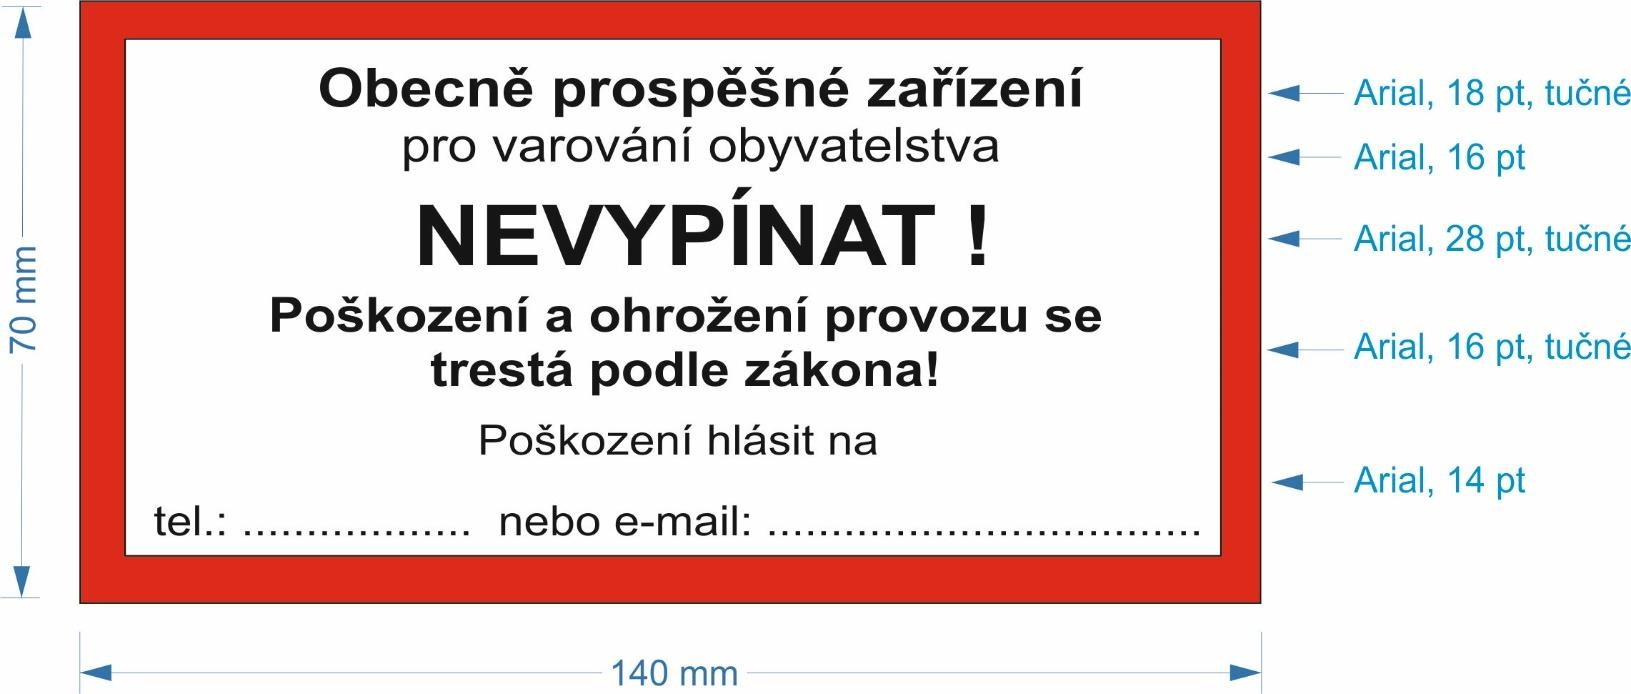 Obecně prospěšné zařízení
pro varování obyvatelstva
NEVYPÍNAT !
Poškození a ohrožení provozu se
trestá podle zákona!
Poškození hlásit na
tel.: .................. nebo e-mail: ..................................
Arial, 18 pt, tučné
Arial, 16 pt
Arial, 28 pt, tučné
Arial, 16 pt, tučné
Arial, 14 pt
70 mm
140 mm